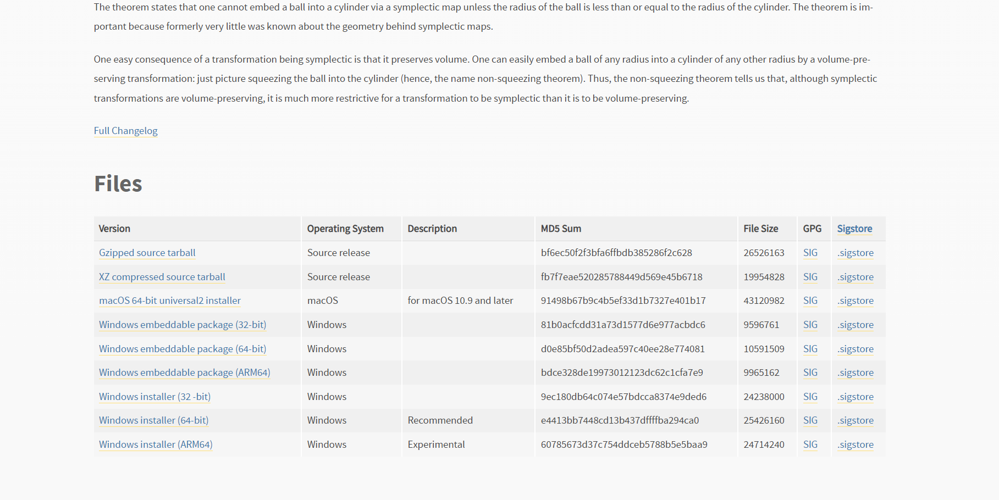 The theorem states that one cannot embed a ball into a cylinder via a symplectic map unless the radius of the ball is less than or equal to the radius of the cylinder. The theorem is im-
portant because formerly very little was known about the geometry behind symplectic maps.
One easy consequence of a transformation being symplectic is that it preserves volume. One can easily embed a ball of any radius into a cylinder of any other radius by a volume-pre-
serving transformation: just picture squeezing the ball into the cylinder (hence, the name non-squeezing theorem). Thus, the non-squeezing theorem tells us that, although symplectic
transformations are volume-preserving, it is much more restrictive for a transformation to be symplectic than it is to be volume-preserving.
Full Changelog
Files
Version Operating System Description MD5 Sum File Size GPG Sigstore
Gzipped source tarball Source release bf6ec50f2f3bfa6ffbdb385286f2c628 26526163 SIG .sigstore
XZ compressed source tarball Source release fb7f7eae520285788449d569e45b6718 19954828 SIG .sigstore
macOS 64-bit universal2 installer macOS for macOS 10.9 and later 91498b67b9c4b5ef33d1b7327e401b17 43120982 SIG .sigstore
Windows embeddable package (32-bit) Windows 81b0acfcdd31a73d1577d6e977acbdc6 9596761 SIG .sigstore
Windows embeddable package (64-bit) Windows d0e85bf50d2adea597c40ee28e774081 10591509 SIG .sigstore
Windows embeddable package (ARM64) Windows bdce328de19973012123dc62c1cfa7e9 9965162 SIG .sigstore
Windows installer (32 -bit) Windows 9ec180db64c074e57bdcca8374e9ded6 24238000 SIG .sigstore
Windows installer (64-bit) Windows Recommended e4413bb7448cd13b437dffffba294ca0 25426160 SIG .sigstore
Windows installer (ARM64) Windows Experimental 60785673d37c754ddceb5788b5e5baa9 24714240 SIG .sigstore